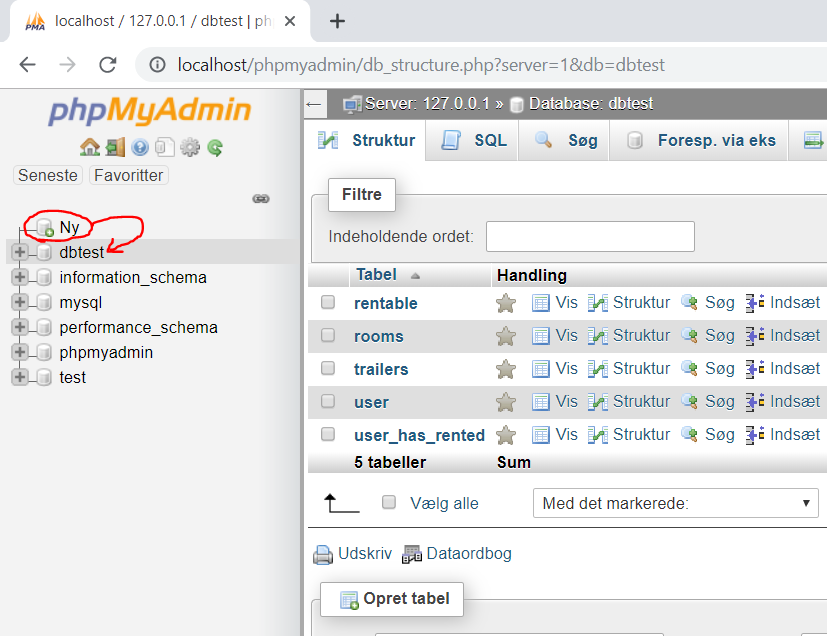 localhost / 127.0.0.1 / dbtest | ph
PMA
localhost/phpmyadmin/db_structure.php?server=1&db=dbtest
phpMyAdmin
Seneste Favoritter
Ny
dbtest
information_schema
mysql
performance_schema
phpmyadmin
test
Server: 127.0.0.1 » Database: dbtest
Struktur SQL Søg Foresp. via eks
Filtre
Indeholdende ordet:
Tabel Handling
rentable Vis Struktur Søg Indsæt
rooms Vis Struktur Søg Indsæt
trailers Vis Struktur Søg Indsæt
user Vis Struktur Søg Indsæt
user_has_rented Vis Struktur Søg Indsæt
5 tabeller Sum
Vælg alle Med det markerede:
Udskriv Dataordbog
Opret tabel